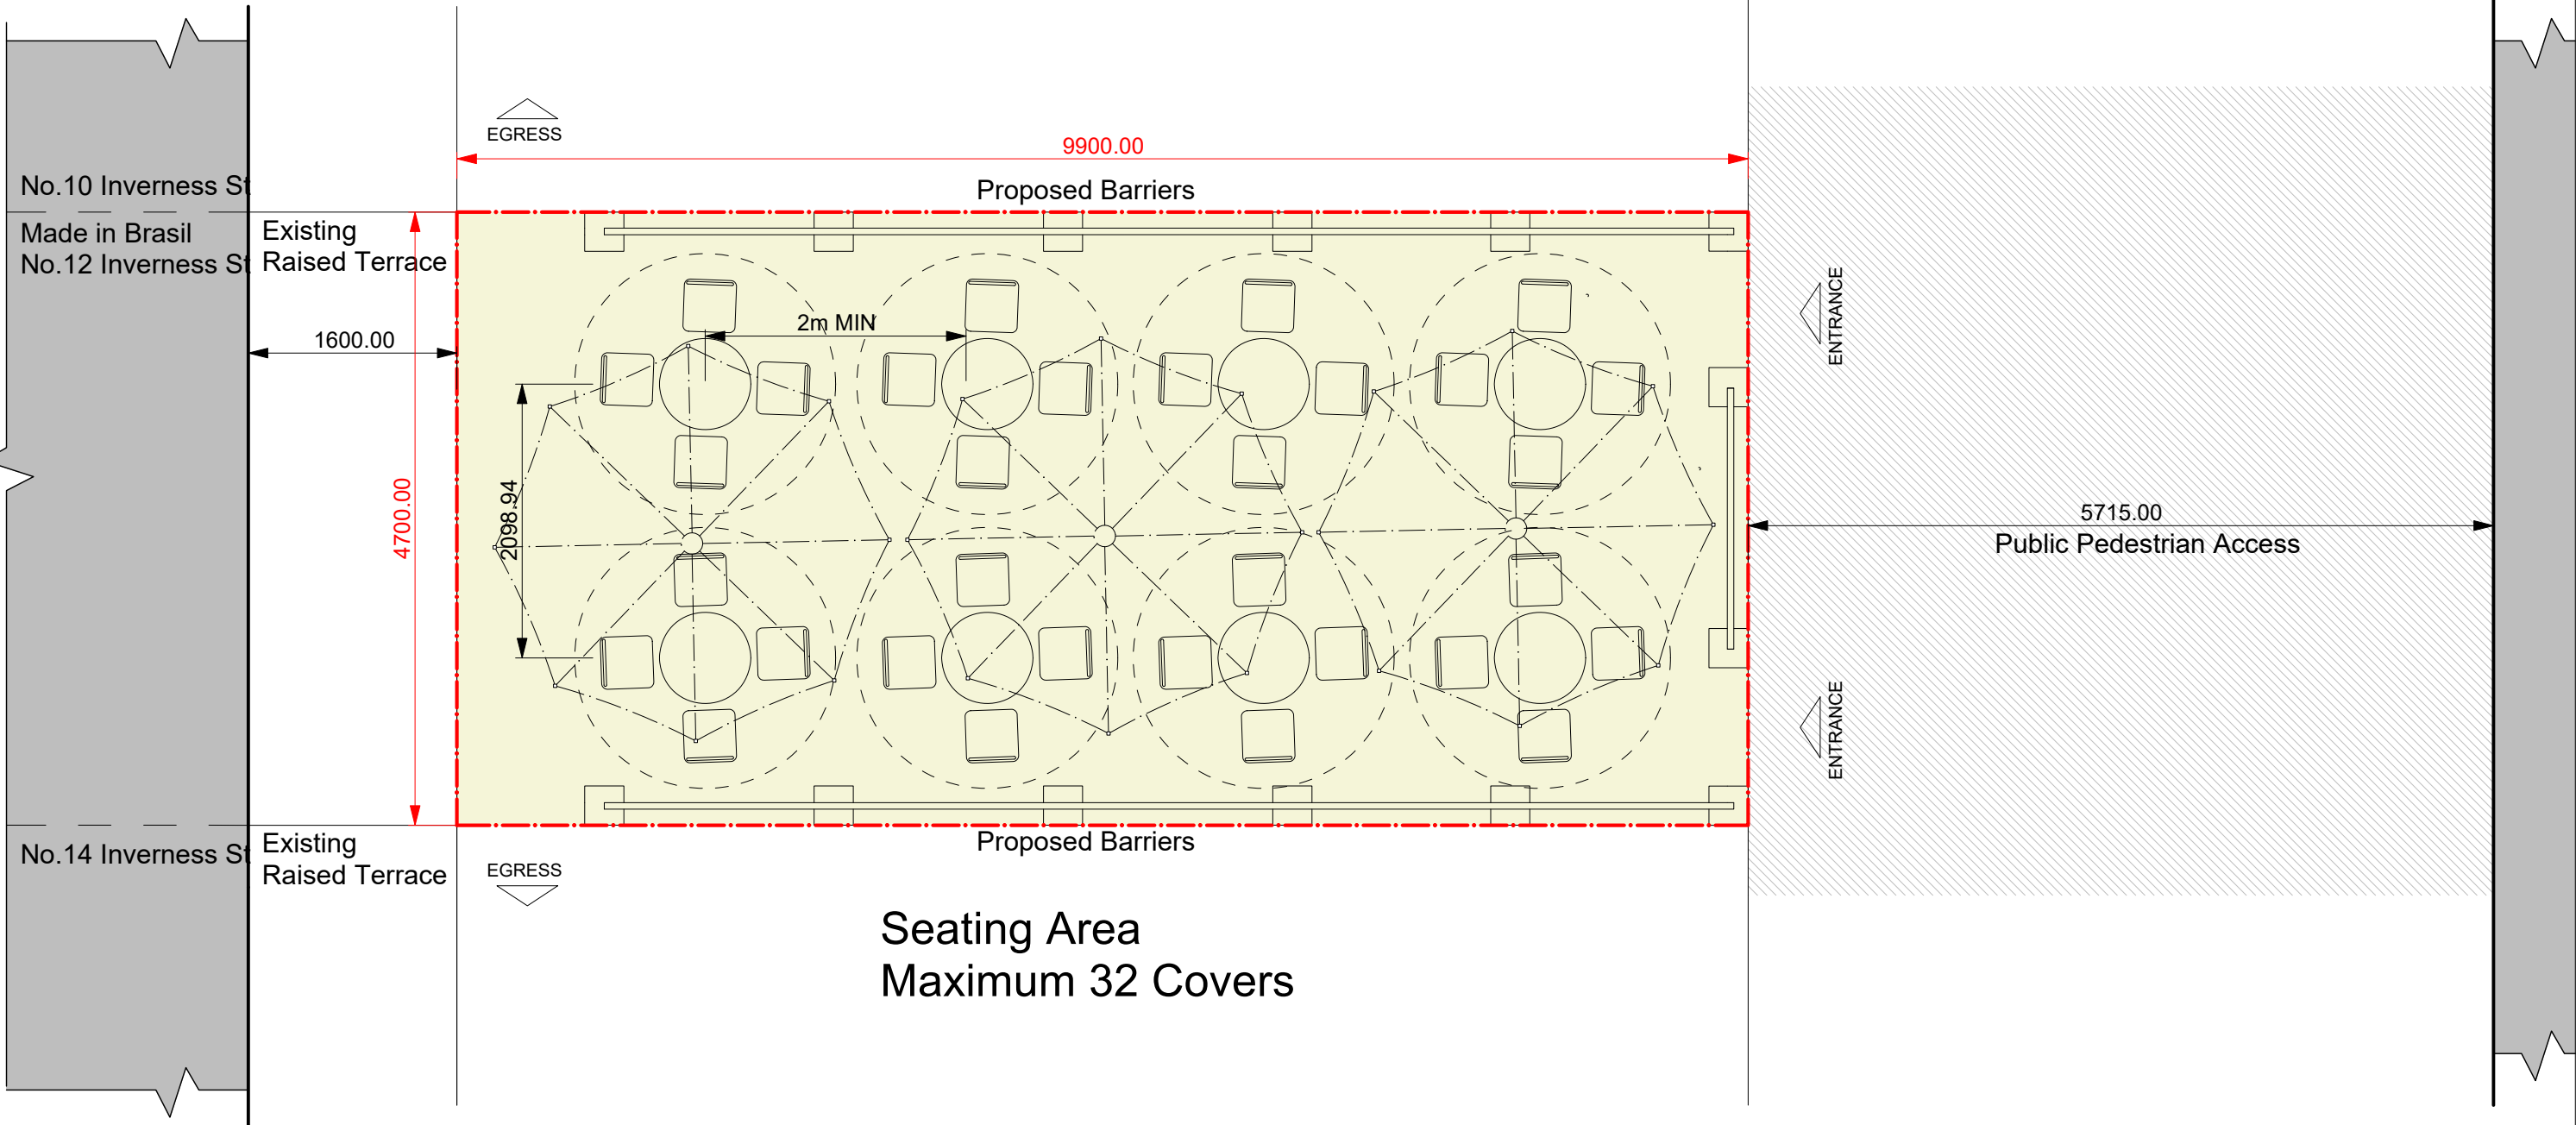 EGRESS
9900.00
Proposed Barriers
No.10 Inverness St
Made in Brasil
No.12 Inverness St
Existing
Raised Terrace
1600.00
2m MIN
ENTRANCE
4700.00
2098.94
5715.00
Public Pedestrian Access
ENTRANCE
No.14 Inverness St
Existing
Raised Terrace
Proposed Barriers
EGRESS
Seating Area
Maximum 32 Covers